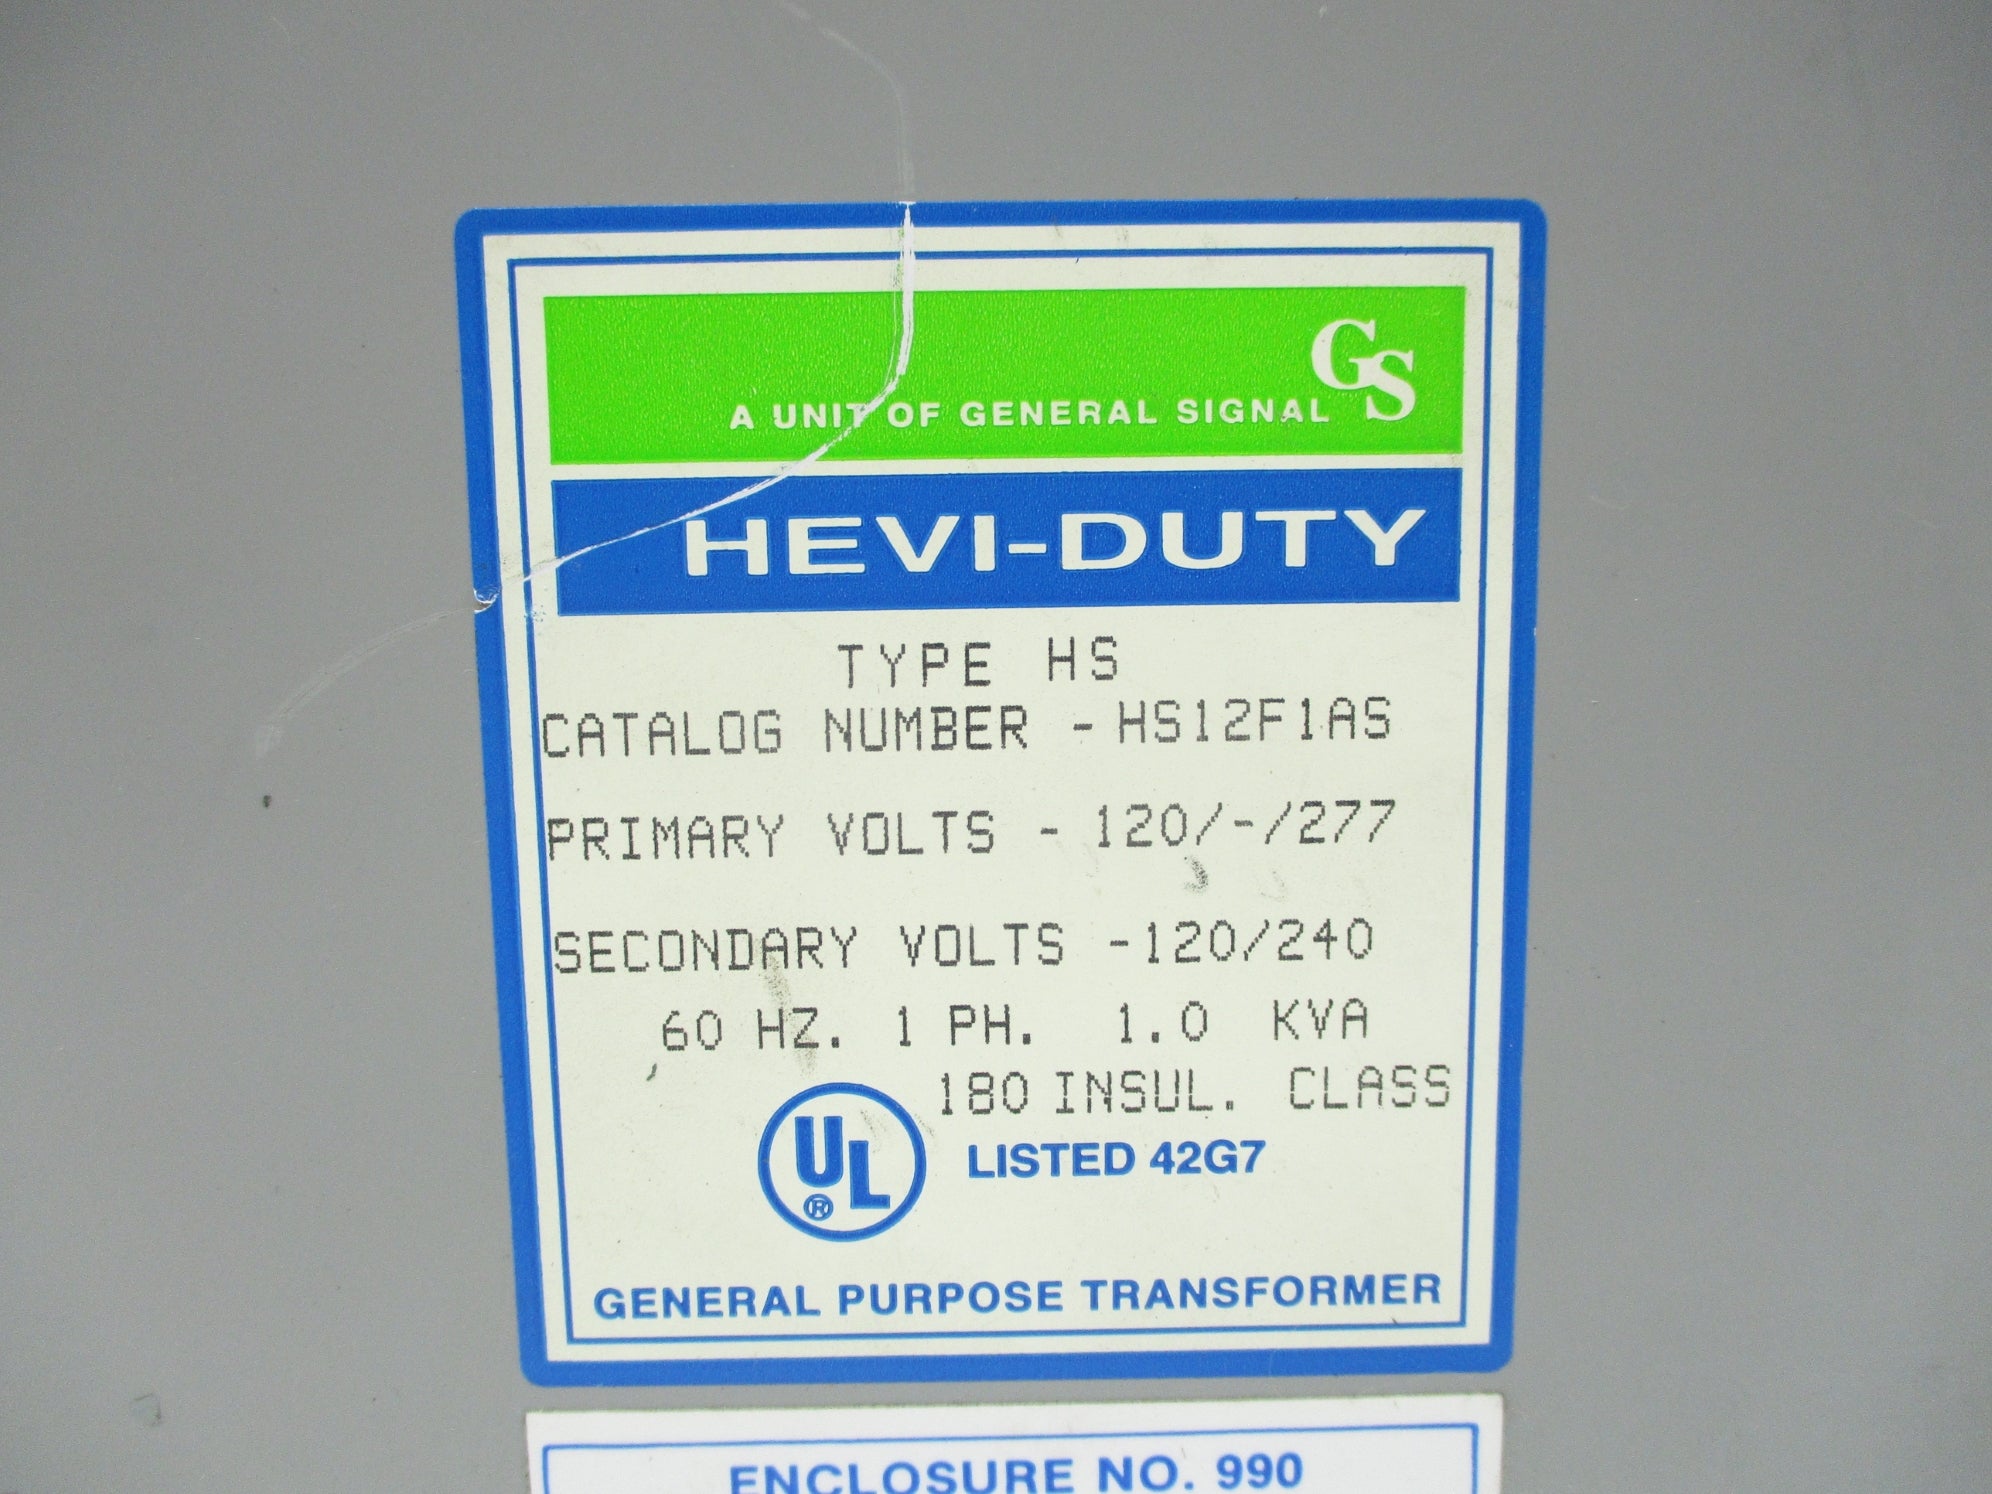 GS
A UNIT OF GENERAL SIGNAL
HEVI-DUTY
TYPE HS
CATALOG NUMBER - HS12F1AS
PRIMARY VOLTS - 120/-/277
SECONDARY VOLTS -120/240
60 HZ. 1 PH. 1.0 KVA
180 INSUL. CLASS
UL® LISTED 42G7
GENERAL PURPOSE TRANSFORMER
ENCLOSURE NO. 990